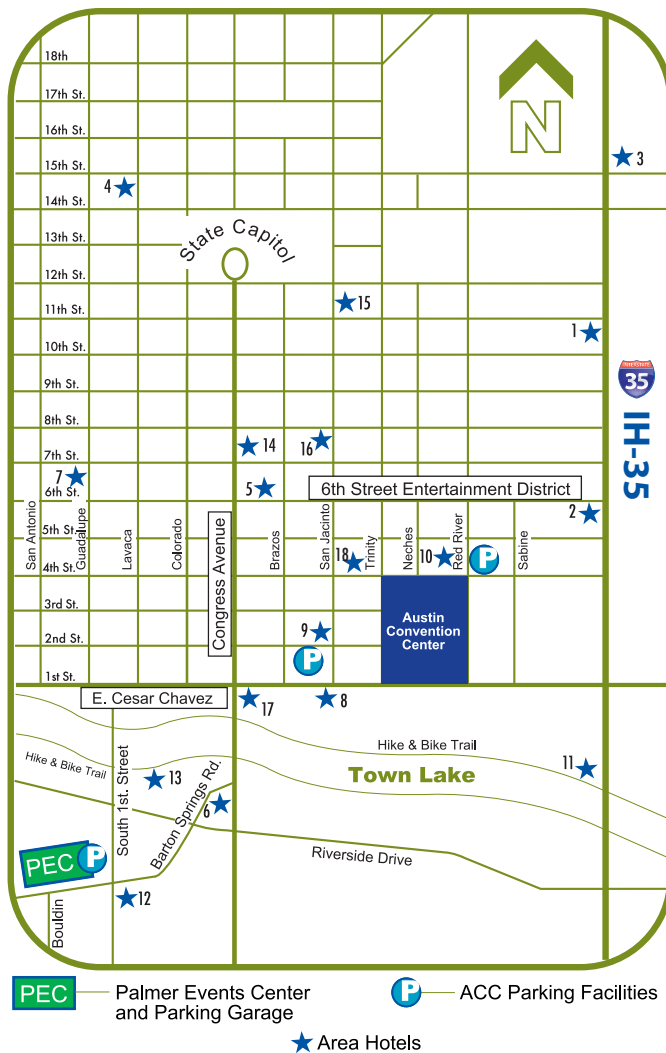 18th
17th St.
16th St.
15th St.
3
4
14th St.
N
13th St.
State Capitol
12th St.
11th St.
15
1
10th St.
9th St.
INTERSTATE
35
IH-35
8th St.
14
16
7th St.
7
6th St.
5
6th Street Entertainment District
2
San Antonio
Guadalupe
Lavaca
Colorado
Congress Avenue
Brazos
San Jacinto
Trinity
Neches
Red River
Sabine
5th St.
18
10
P
4th St.
3rd St.
Austin
Convention
Center
9
2nd St.
P
1st St.
E. Cesar Chavez
17
8
Hike & Bike Trail
Hike & Bike Trail
Town Lake
11
13
South 1st. Street
Barton Springs Rd.
6
Riverside Drive
PEC P
12
Bouldin
PEC
Palmer Events Center
and Parking Garage
P
ACC Parking Facilities
Area Hotels